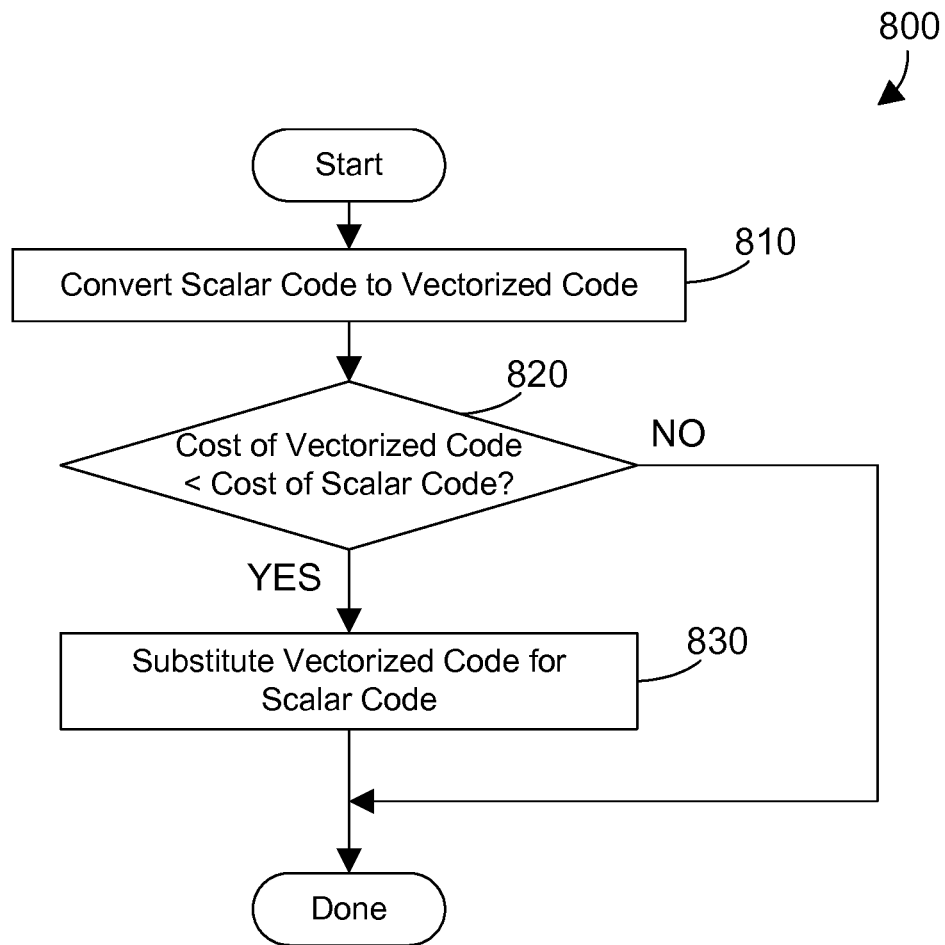 800
Start
810
Convert Scalar Code to Vectorized Code
820
Cost of Vectorized Code
< Cost of Scalar Code?
NO
YES
830
Substitute Vectorized Code for
Scalar Code
Done